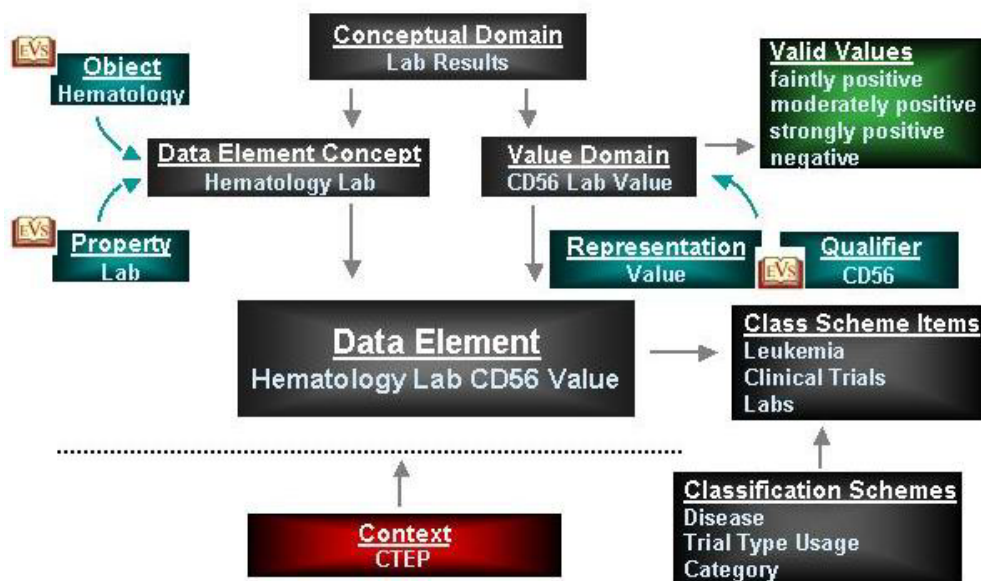 Conceptual Domain
Lab Results
EVS
Object
Hematology
Valid Values
faintly positive
moderately positive
strongly positive
negative
Data Element Concept
Hematology Lab
Value Domain
CD56 Lab Value
EVS
Property
Lab
Representation
Value
EVS
Qualifier
CD56
Data Element
Hematology Lab CD56 Value
Class Scheme Items
Leukemia
Clinical Trials
Labs
Context
CTEP
Classification Schemes
Disease
Trial Type Usage
Category